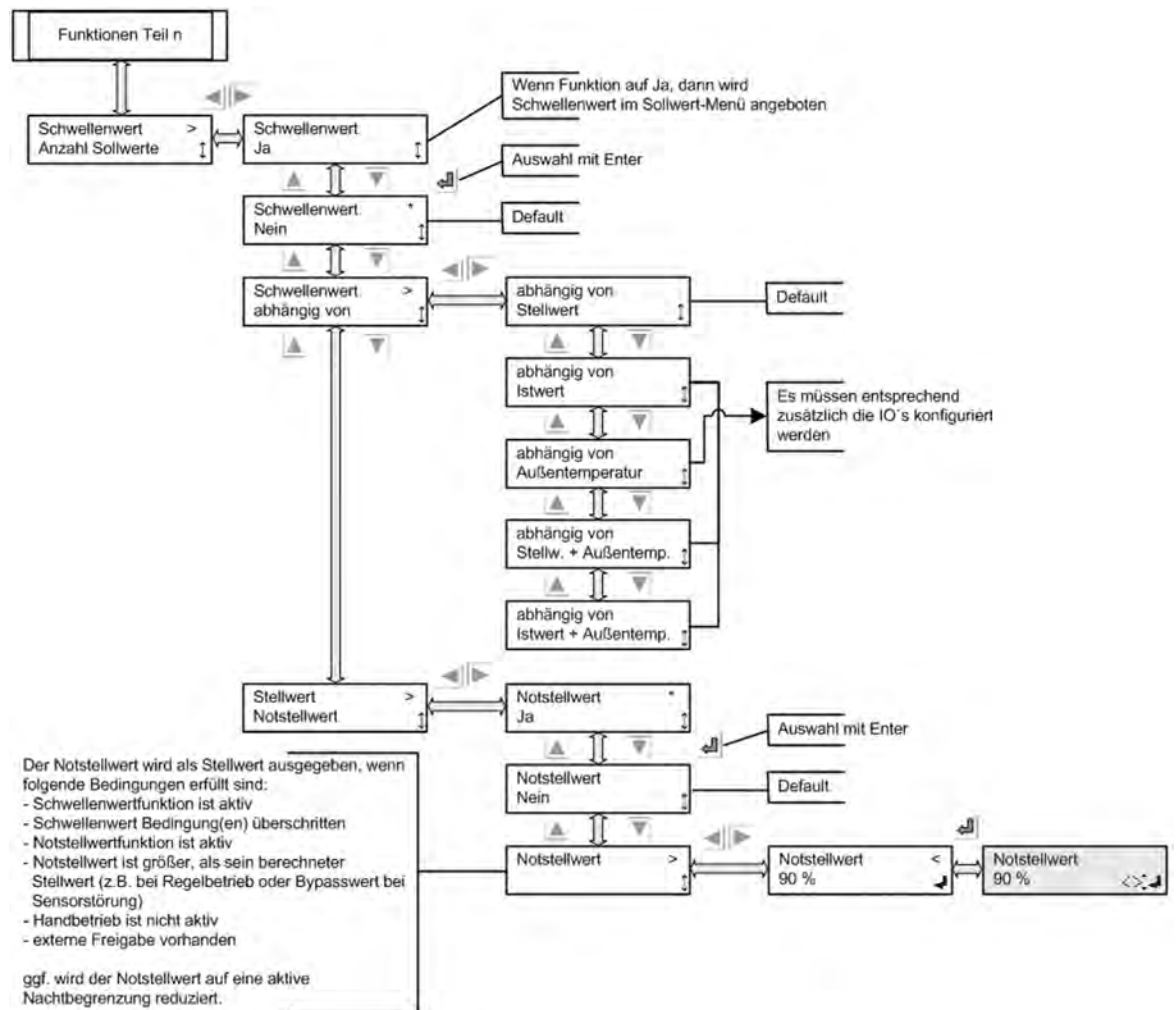 Funktionen Teil n
Wenn Funktion auf Ja, dann wird
Schwellenwert im Sollwert-Menü angeboten
Schwellenwert >
Anzahl Sollwerte
Schwellenwert
Ja
Auswahl mit Enter
Schwellenwert *
Nein
Default
Schwellenwert >
abhängig von
abhängig von
Stellwert
Default
abhängig von
Istwert
Es müssen entsprechend
zusätzlich die IO´s konfiguriert
werden
abhängig von
Außentemperatur
abhängig von
Stellw. + Außentemp.
abhängig von
Istwert + Außentemp.
Stellwert >
Notstellwert
Notstellwert *
Ja
Auswahl mit Enter
Notstellwert
Nein
Default
Notstellwert >
Notstellwert <
90 %
Notstellwert
90 % <>
Der Notstellwert wird als Stellwert ausgegeben, wenn
folgende Bedingungen erfüllt sind:
- Schwellenwertfunktion ist aktiv
- Schwellenwert Bedingung(en) überschritten
- Notstellwertfunktion ist aktiv
- Notstellwert ist größer, als sein berechneter
Stellwert (z.B. bei Regelbetrieb oder Bypasswert bei
Sensorstörung)
- Handbetrieb ist nicht aktiv
- externe Freigabe vorhanden
ggf. wird der Notstellwert auf eine aktive
Nachtbegrenzung reduziert.